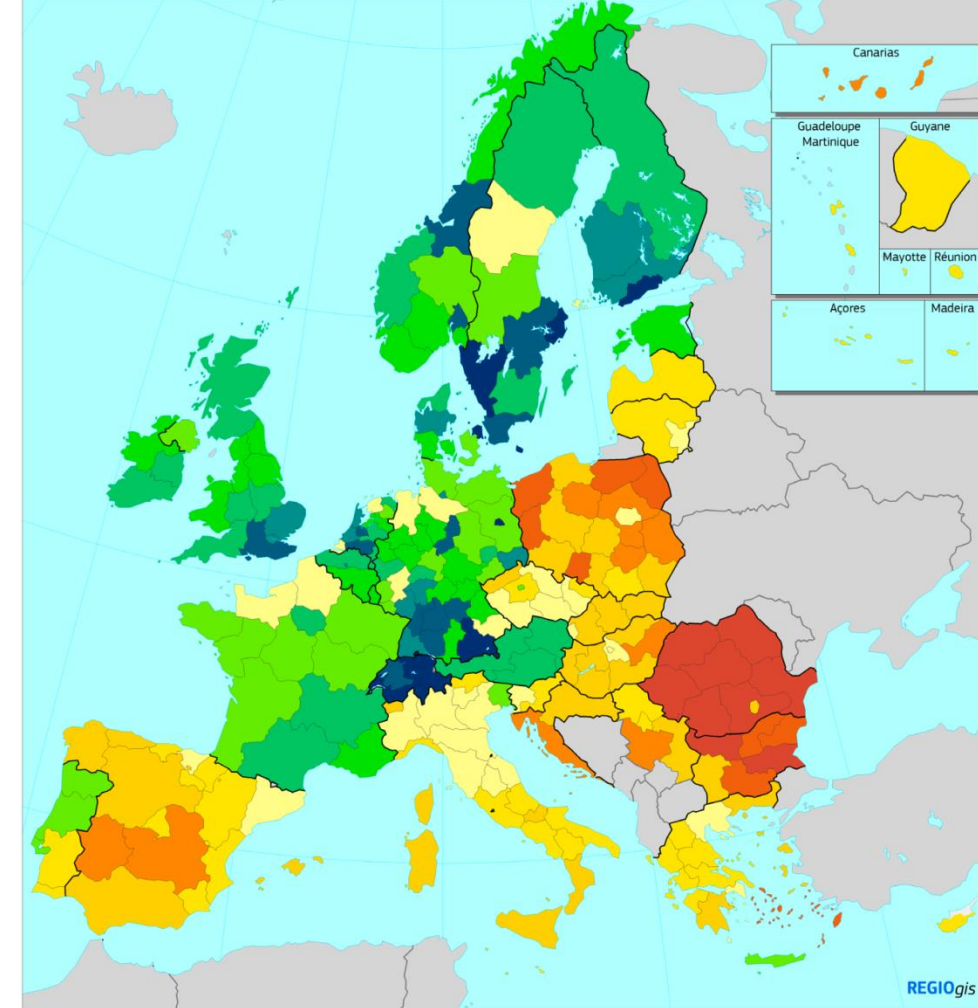 Canarias
Guadeloupe
Martinique
Guyane
Mayotte
Réunion
Açores
Madeira
REGIOgis